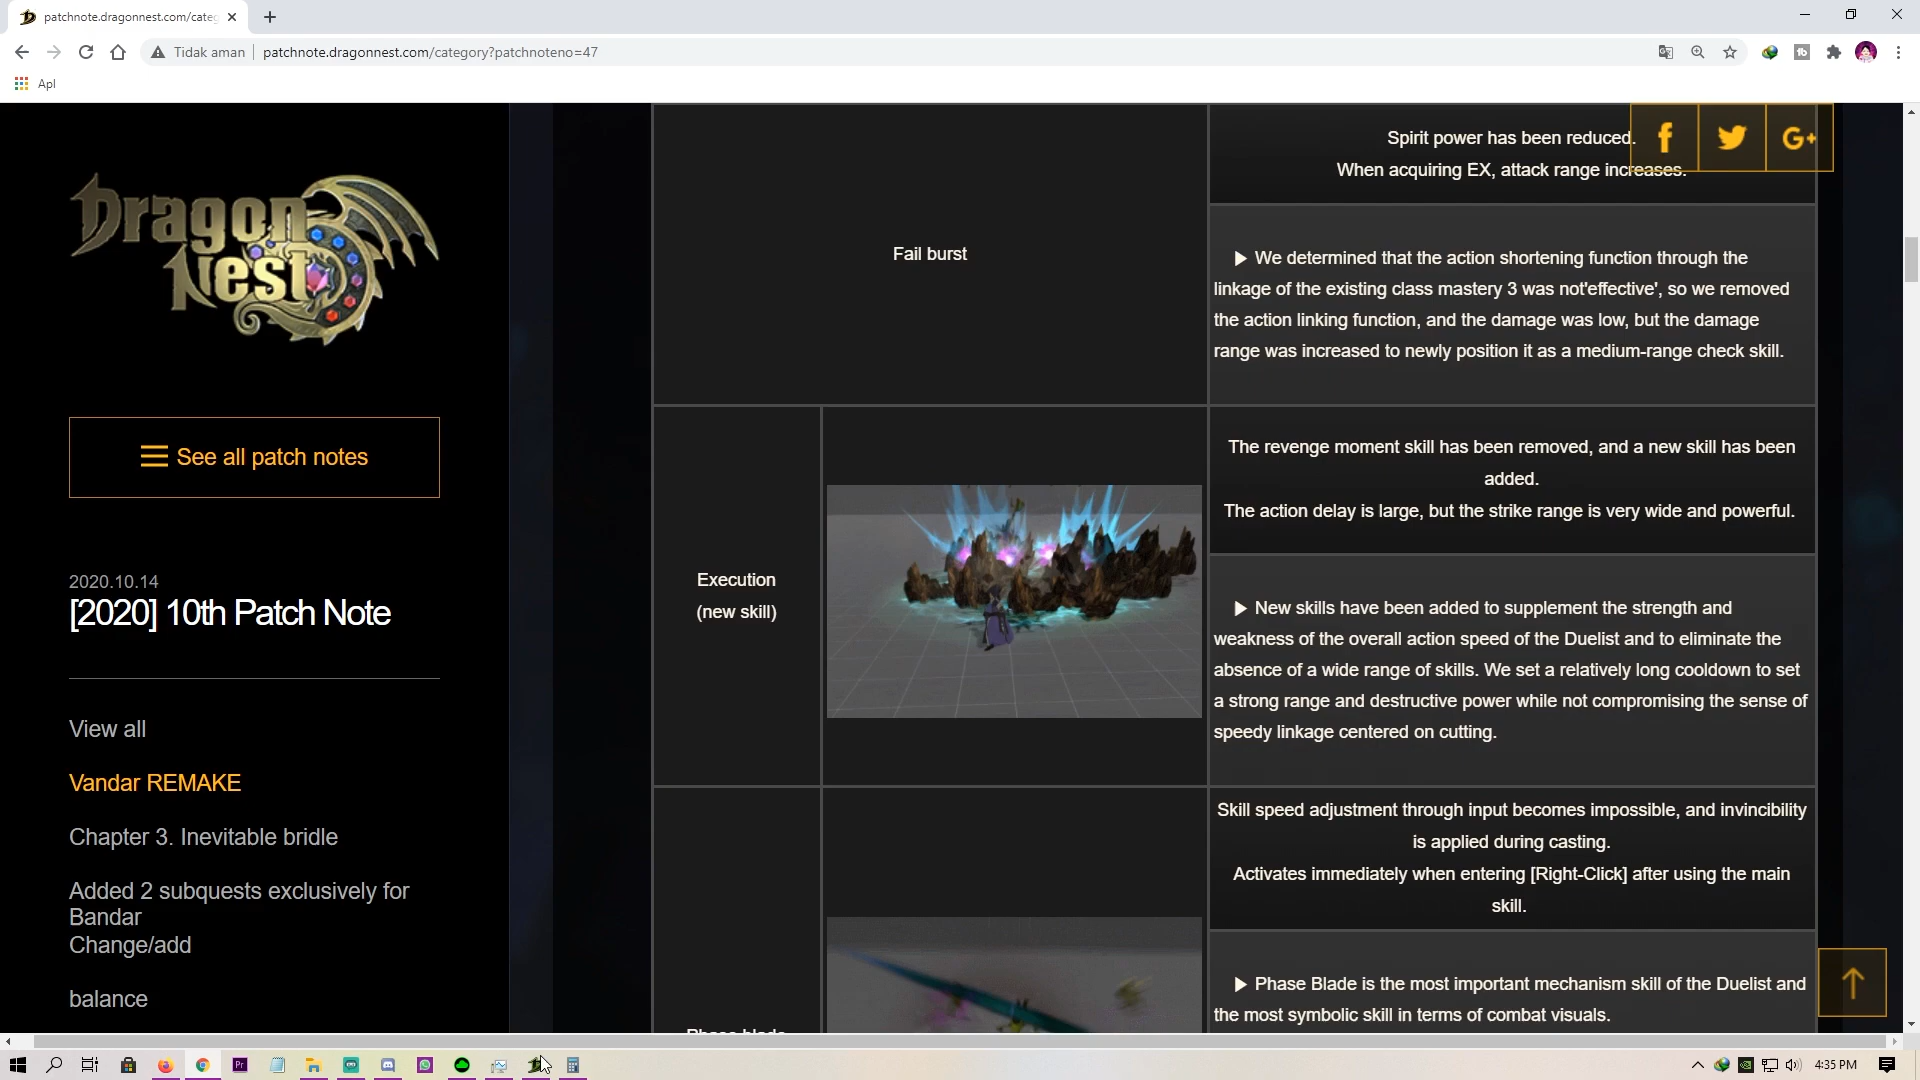 patchnote.dragonnest.com/categ
Tidak aman
patchnote.dragonnest.com/category?patchnoteno=47
Apl
Dragon
Nest
See all patch notes
2020.10.14
[2020] 10th Patch Note
View all
Vandar REMAKE
Chapter 3. Inevitable bridle
Added 2 subquests exclusively for
Bandar
Change/add
balance
Spirit power has been reduced.
When acquiring EX, attack range increases.
f
G+
Fail burst
▶ We determined that the action shortening function through the
linkage of the existing class mastery 3 was not'effective', so we removed
the action linking function, and the damage was low, but the damage
range was increased to newly position it as a medium-range check skill.
Execution
(new skill)
The revenge moment skill has been removed, and a new skill has been
added.
The action delay is large, but the strike range is very wide and powerful.
▶ New skills have been added to supplement the strength and
weakness of the overall action speed of the Duelist and to eliminate the
absence of a wide range of skills. We set a relatively long cooldown to set
a strong range and destructive power while not compromising the sense of
speedy linkage centered on cutting.
Phase blade
Skill speed adjustment through input becomes impossible, and invincibility
is applied during casting.
Activates immediately when entering [Right-Click] after using the main
skill.
▶ Phase Blade is the most important mechanism skill of the Duelist and
the most symbolic skill in terms of combat visuals.
Pr
4:35 PM